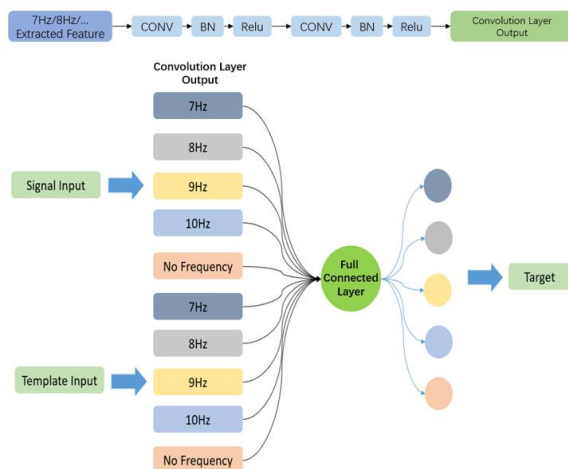 7Hz/8Hz/...
Extracted Feature
CONV
BN
Relu
CONV
BN
Relu
Convolution Layer
Output
Convolution Layer
Output
7Hz
8Hz
Signal Input
9Hz
10Hz
No Frequency
7Hz
8Hz
Template Input
9Hz
10Hz
No Frequency
Full
Connected
Layer
Target